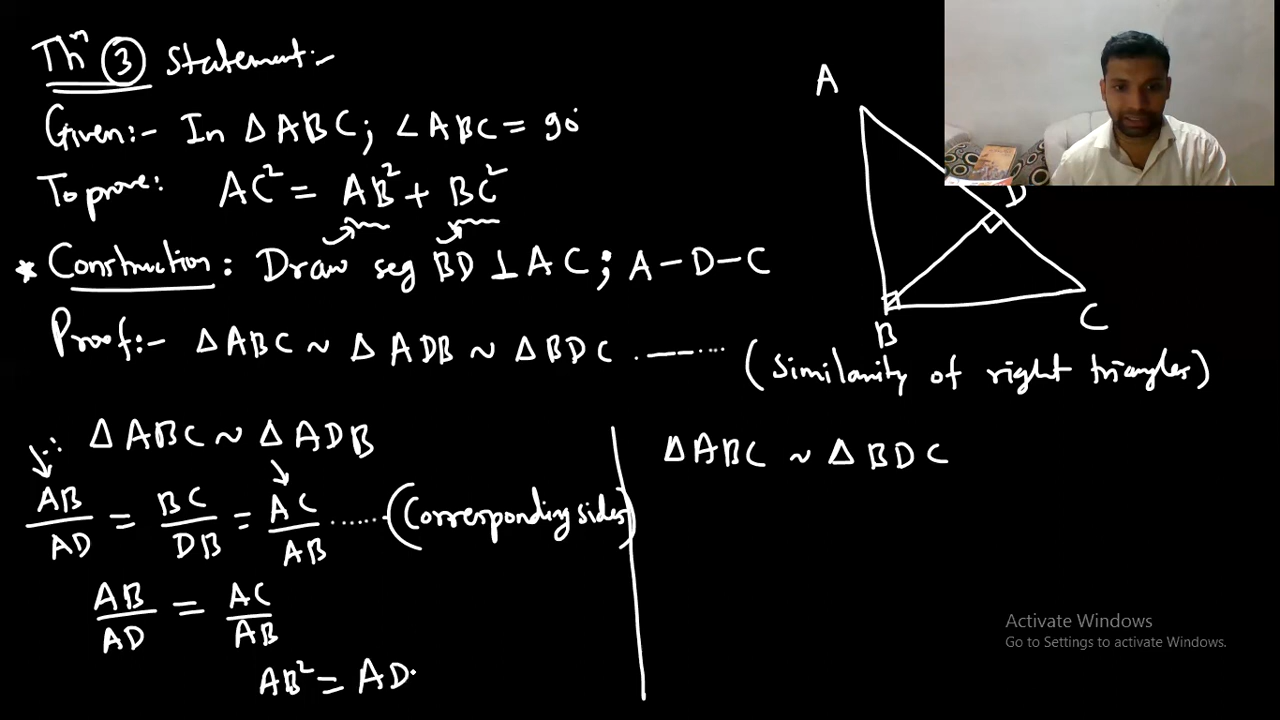 Thm ③ Statement:-
Given:- In Δ ABC; ∠ABC = 90°
To prove: AC² = AB² + BC²
* Construction: Draw seg BD ⊥ AC; A-D-C
Proof:- Δ ABC ~ Δ ADB ~ Δ BDC .—–... (Similarity of right triangles)
∵ Δ ABC ~ Δ ADB
AB/AD = BC/DB = AC/AB ...... (Corresponding sides)
AB/AD = AC/AB
AB² = AD.
Δ ABC ~ Δ BDC
A
D
B
C
Activate Windows
Go to Settings to activate Windows.